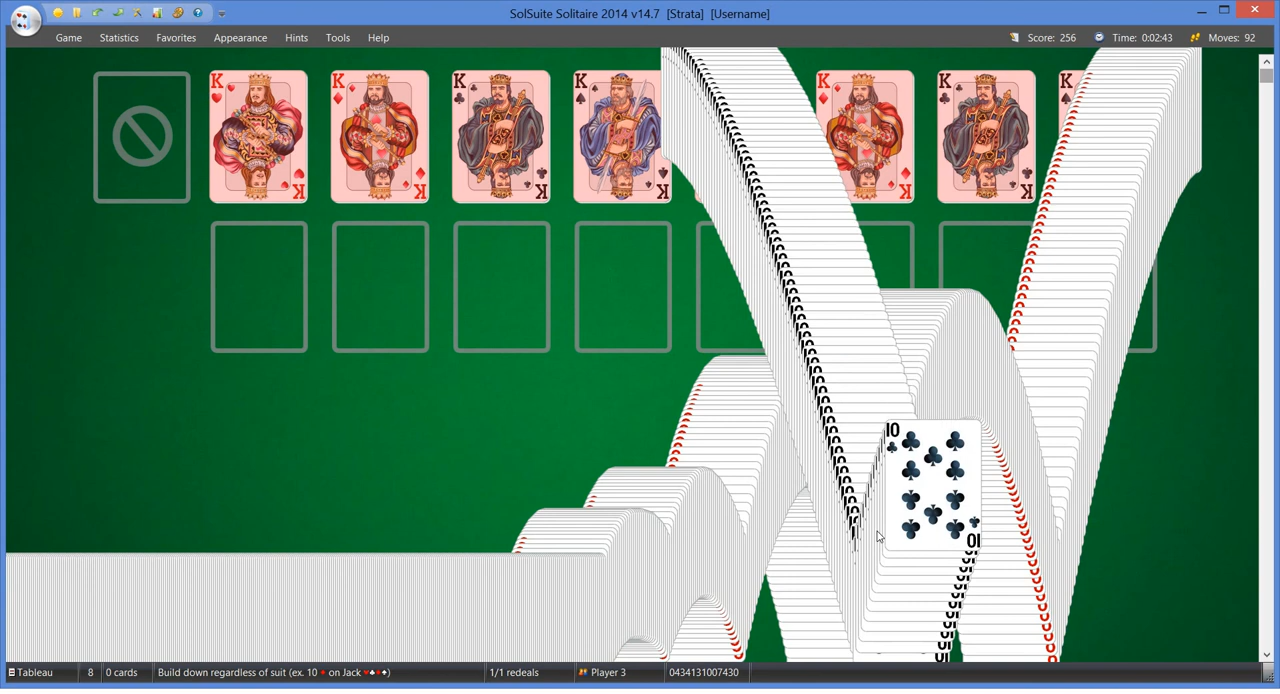 SolSuite Solitaire 2014 v14.7 [Strata] [Username]
Game Statistics Favorites Appearance Hints Tools Help Score: 256 Time: 0:02:43 Moves: 92
K K K K K K K
K K K K K K
10
10
Tableau 8 0 cards Build down regardless of suit (ex. 10♦ on Jack♥♣♦♠) 1/1 redeals Player 3 0434131007430